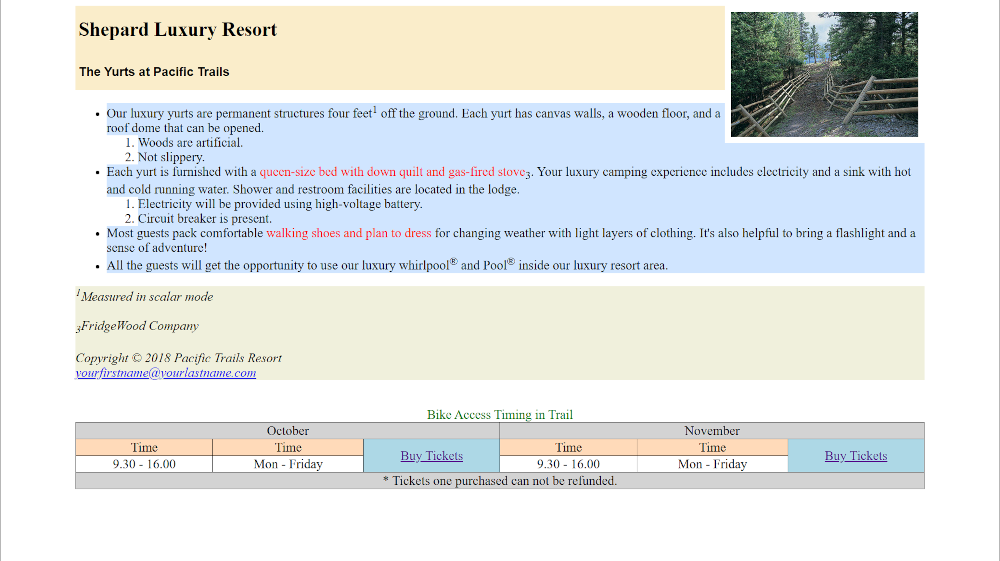 Shepard Luxury Resort
The Yurts at Pacific Trails
• Our luxury yurts are permanent structures four feet¹ off the ground. Each yurt has canvas walls, a wooden floor, and a
roof dome that can be opened.
1. Woods are artificial.
2. Not slippery.
• Each yurt is furnished with a queen-size bed with down quilt and gas-fired stove₃. Your luxury camping experience includes electricity and a sink with hot
and cold running water. Shower and restroom facilities are located in the lodge.
1. Electricity will be provided using high-voltage battery.
2. Circuit breaker is present.
• Most guests pack comfortable walking shoes and plan to dress for changing weather with light layers of clothing. It's also helpful to bring a flashlight and a
sense of adventure!
• All the guests will get the opportunity to use our luxury whirlpool® and Pool® inside our luxury resort area.
¹Measured in scalar mode
₃FridgeWood Company
Copyright © 2018 Pacific Trails Resort
yourfirstname@yourlastname.com
Bike Access Timing in Trail
October November
Time Time Buy Tickets Time Time Buy Tickets
9.30 - 16.00 Mon - Friday 9.30 - 16.00 Mon - Friday
* Tickets one purchased can not be refunded.